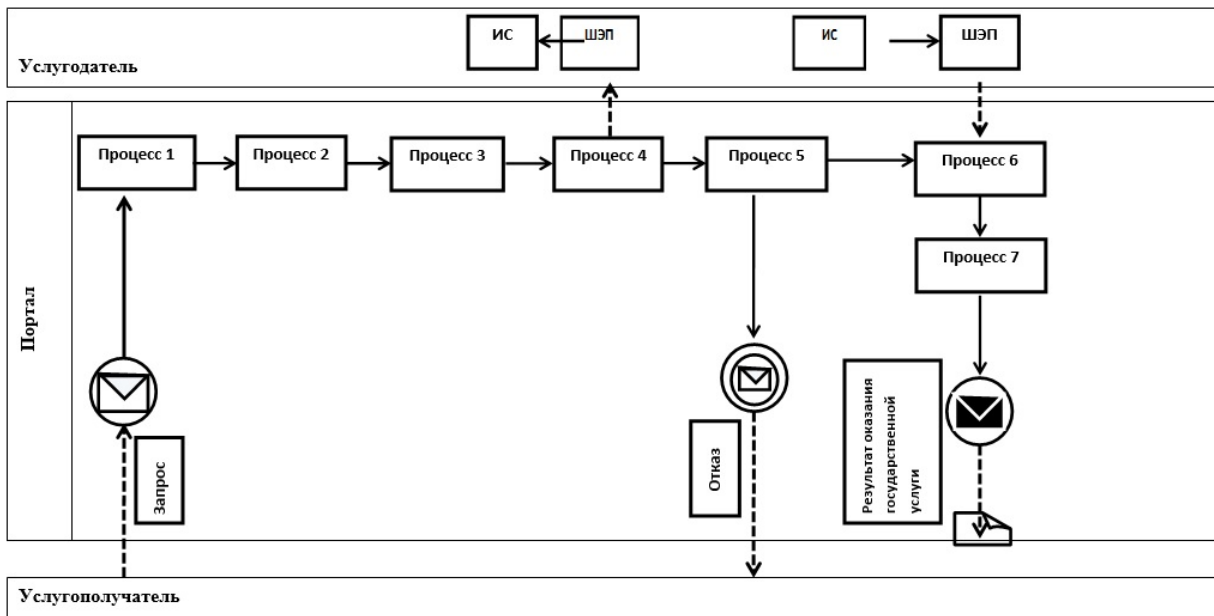 ИС
ШЭП
ИС
ШЭП
Услугодатель
Процесс 1
Процесс 2
Процесс 3
Процесс 4
Процесс 5
Процесс 6
Процесс 7
Портал
Запрос
Отказ
Результат оказания
государственной
услуги
Услугополучатель